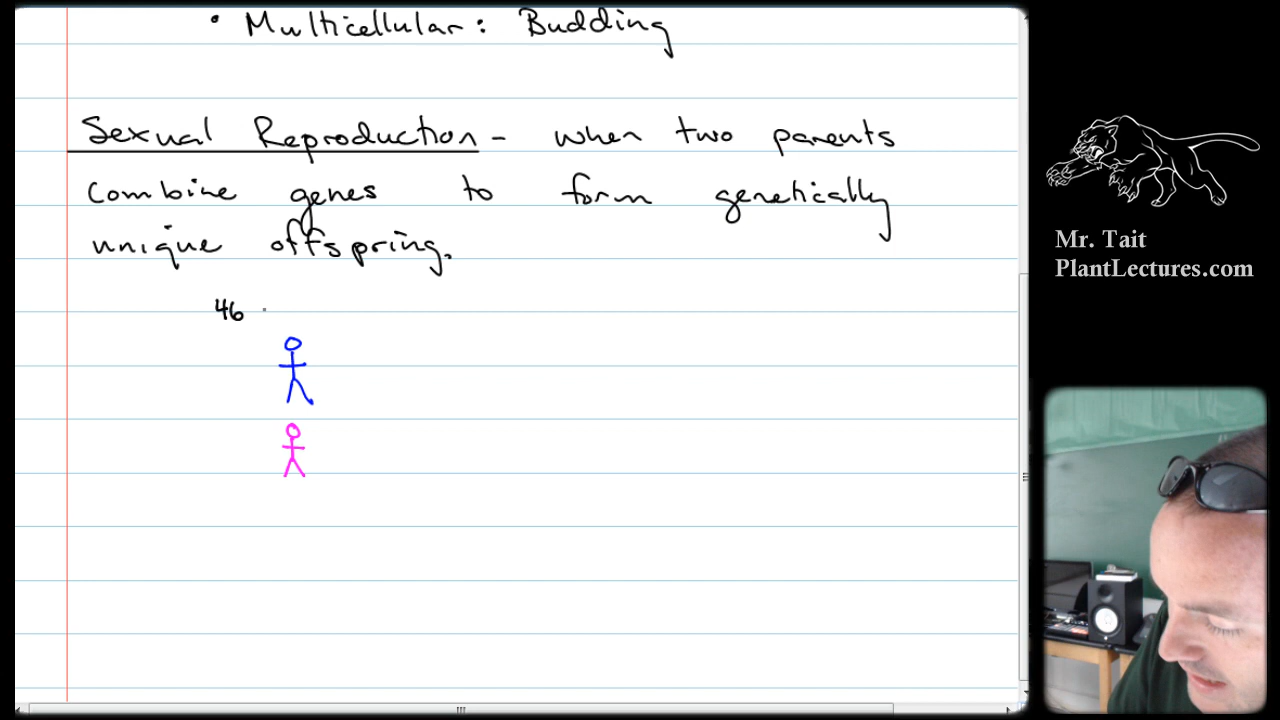 • Multicellular: Budding
Sexual Reproduction - when two parents
combine genes to form genetically
unique offspring.
46
Mr. Tait
PlantLectures.com